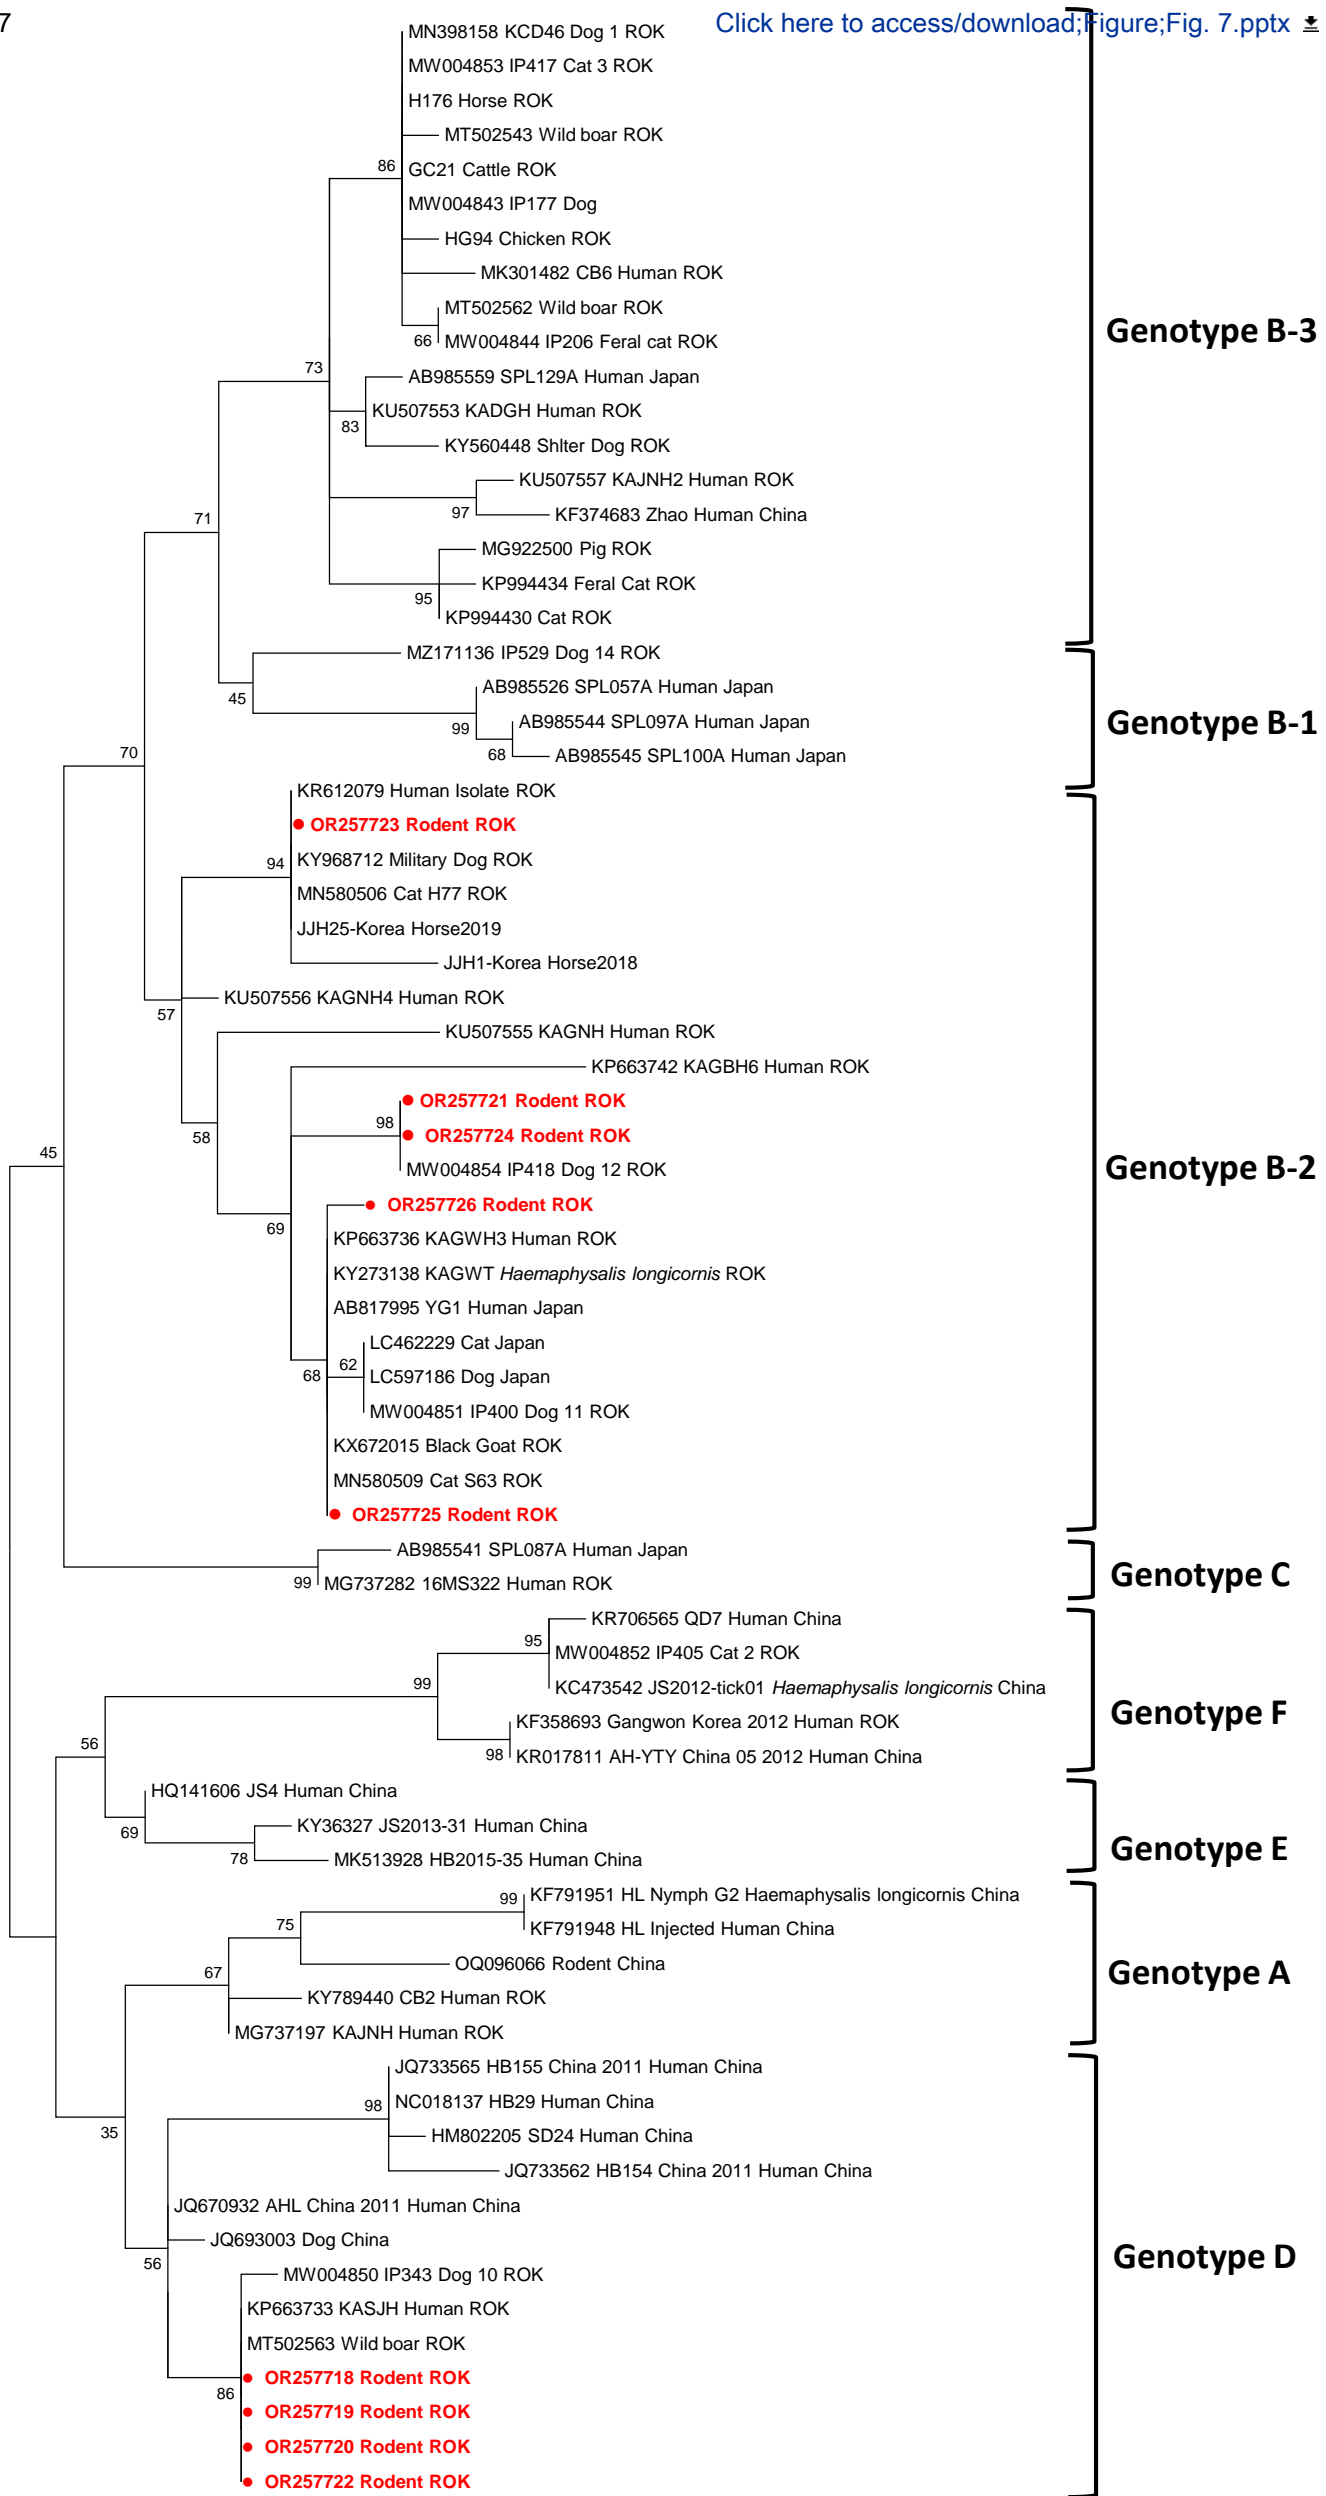 7
Click here to access/download;Figure;Fig. 7.pptx
MN398158 KCD46 Dog 1 ROK
MW004853 IP417 Cat 3 ROK
H176 Horse ROK
MT502543 Wild boar ROK
86
GC21 Cattle ROK
MW004843 IP177 Dog
HG94 Chicken ROK
MK301482 CB6 Human ROK
MT502562 Wild boar ROK
Genotype B-3
66
MW004844 IP206 Feral cat ROK
73
AB985559 SPL129A Human Japan
KU507553 KADGH Human ROK
83
KY560448 Shlter Dog ROK
KU507557 KAJNH2 Human ROK
97
KF374683 Zhao Human China
71
MG922500 Pig ROK
KP994434 Feral Cat ROK
95
KP994430 Cat ROK
MZ171136 IP529 Dog 14 ROK
45
AB985526 SPL057A Human Japan
99
AB985544 SPL097A Human Japan
Genotype B-1
68
AB985545 SPL100A Human Japan
70
KR612079 Human Isolate ROK
OR257723 Rodent ROK
94
KY968712 Military Dog ROK
MN580506 Cat H77 ROK
JJH25-Korea Horse2019
JJH1-Korea Horse2018
KU507556 KAGNH4 Human ROK
57
KU507555 KAGNH Human ROK
KP663742 KAGBH6 Human ROK
OR257721 Rodent ROK
98
OR257724 Rodent ROK
58
45
MW004854 IP418 Dog 12 ROK
Genotype B-2
OR257726 Rodent ROK
69
KP663736 KAGWH3 Human ROK
KY273138 KAGWT Haemaphysalis longicornis ROK
AB817995 YG1 Human Japan
LC462229 Cat Japan
62
68
LC597186 Dog Japan
MW004851 IP400 Dog 11 ROK
KX672015 Black Goat ROK
MN580509 Cat S63 ROK
OR257725 Rodent ROK
AB985541 SPL087A Human Japan
Genotype C
99
MG737282 16MS322 Human ROK
KR706565 QD7 Human China
95
MW004852 IP405 Cat 2 ROK
99
KC473542 JS2012-tick01 Haemaphysalis longicornis China
Genotype F
KF358693 Gangwon Korea 2012 Human ROK
56
98
KR017811 AH-YTY China 05 2012 Human China
HQ141606 JS4 Human China
69
KY36327 JS2013-31 Human China
Genotype E
78
MK513928 HB2015-35 Human China
99
KF791951 HL Nymph G2 Haemaphysalis longicornis China
75
KF791948 HL Injected Human China
67
OQ096066 Rodent China
Genotype A
KY789440 CB2 Human ROK
MG737197 KAJNH Human ROK
JQ733565 HB155 China 2011 Human China
98
NC018137 HB29 Human China
35
HM802205 SD24 Human China
JQ733562 HB154 China 2011 Human China
JQ670932 AHL China 2011 Human China
JQ693003 Dog China
56
Genotype D
MW004850 IP343 Dog 10 ROK
KP663733 KASJH Human ROK
MT502563 Wild boar ROK
OR257718 Rodent ROK
86
OR257719 Rodent ROK
OR257720 Rodent ROK
OR257722 Rodent ROK